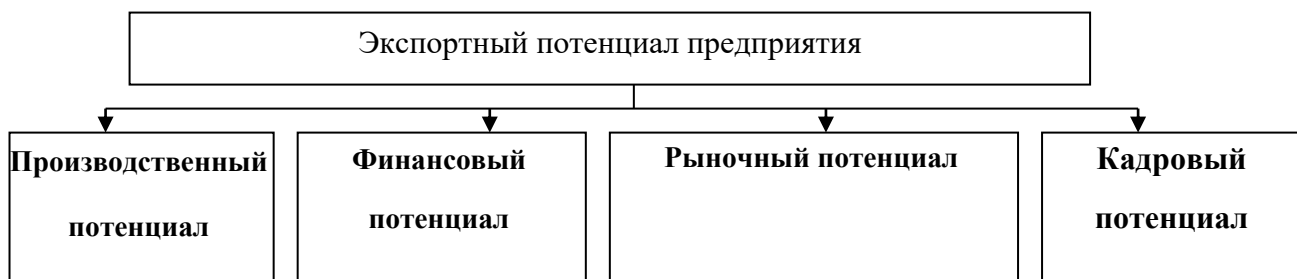 Экспортный потенциал предприятия
Производственный
потенциал
Финансовый
потенциал
Рыночный потенциал
Кадровый
потенциал